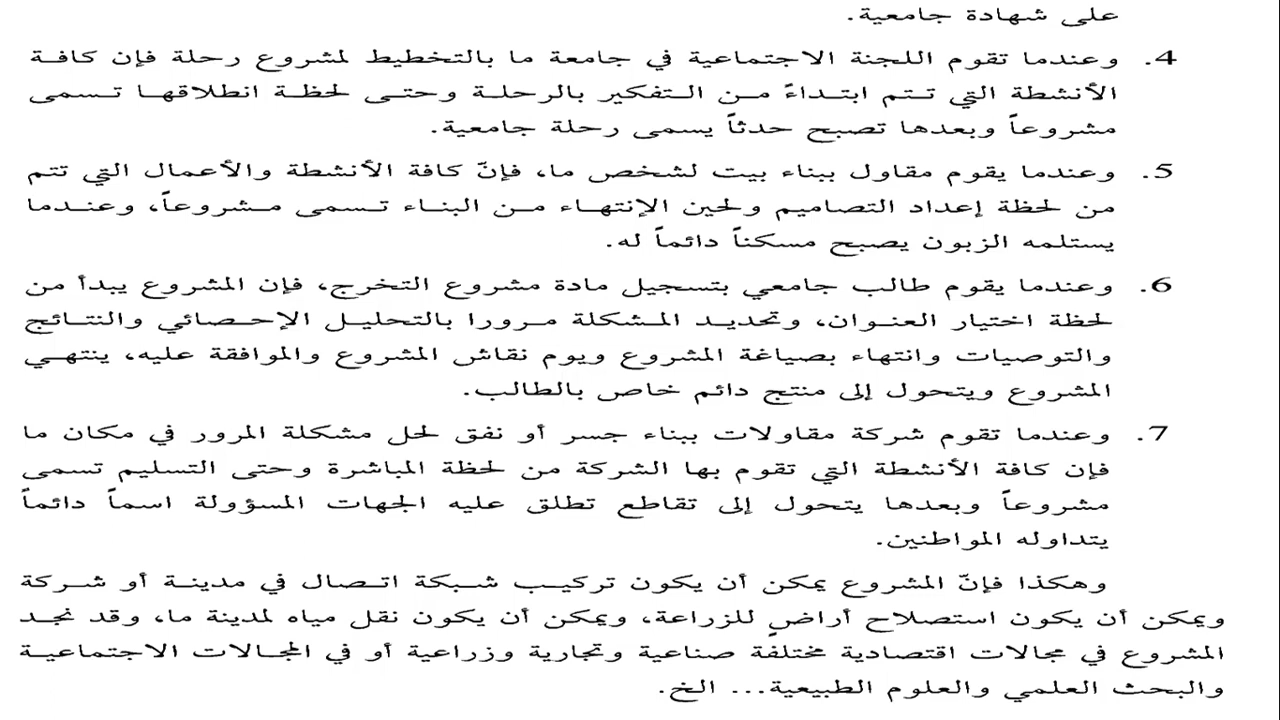 على شهادة جامعية.
4. وعندما تقوم اللجنة الاجتماعية في جامعة ما بالتخطيط لمشروع رحلة فإن كافة
الأنشطة التي تتم ابتداءً من التفكير بالرحلة وحتى لحظة انطلاقها تسمى
مشروعاً وبعدها تصبح حدثاً يسمى رحلة جامعية.
5. وعندما يقوم مقاول ببناء بيت لشخص ما، فإنّ كافة الأنشطة والأعمال التي تتم
من لحظة إعداد التصاميم ولحين الإنتهاء من البناء تسمى مشروعاً، وعندما
يستلمه الزبون يصبح مسكناً دائماً له.
6. وعندما يقوم طالب جامعي بتسجيل مادة مشروع التخرج، فإن المشروع يبدأ من
لحظة اختيار العنوان، وتحديد المشكلة مرورا بالتحليل الإحصائي والنتائج
والتوصيات وانتهاء بصياغة المشروع ويوم نقاش المشروع والموافقة عليه، ينتهي
المشروع ويتحول إلى منتج دائم خاص بالطالب.
7. وعندما تقوم شركة مقاولات ببناء جسر أو نفق لحل مشكلة المرور في مكان ما
فإن كافة الأنشطة التي تقوم بها الشركة من لحظة المباشرة وحتى التسليم تسمى
مشروعاً وبعدها يتحول إلى تقاطع تطلق عليه الجهات المسؤولة اسماً دائماً
يتداوله المواطنين.
وهكذا فإنّ المشروع يمكن أن يكون تركيب شبكة اتصال في مدينة أو شركة
ويمكن أن يكون استصلاح أراضٍ للزراعة، ويمكن أن يكون نقل مياه لمدينة ما، وقد نجد
المشروع في مجالات اقتصادية مختلفة صناعية وتجارية وزراعية أو في المجالات الاجتماعية
والبحث العلمي والعلوم الطبيعية... الخ.